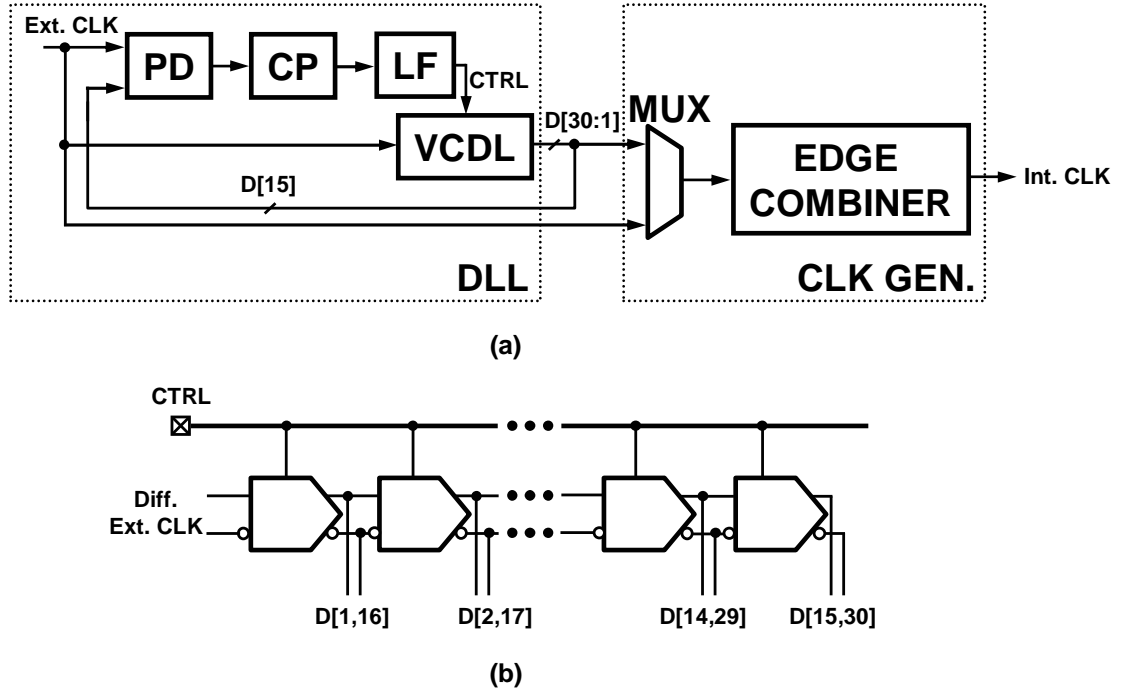 Ext. CLK
PD
CP
LF
CTRL
VCDL
D[30:1]
D[15]
DLL
MUX
EDGE
COMBINER
Int. CLK
CLK GEN.
(a)
CTRL
Diff.
Ext. CLK
D[1,16]
D[2,17]
D[14,29]
D[15,30]
(b)